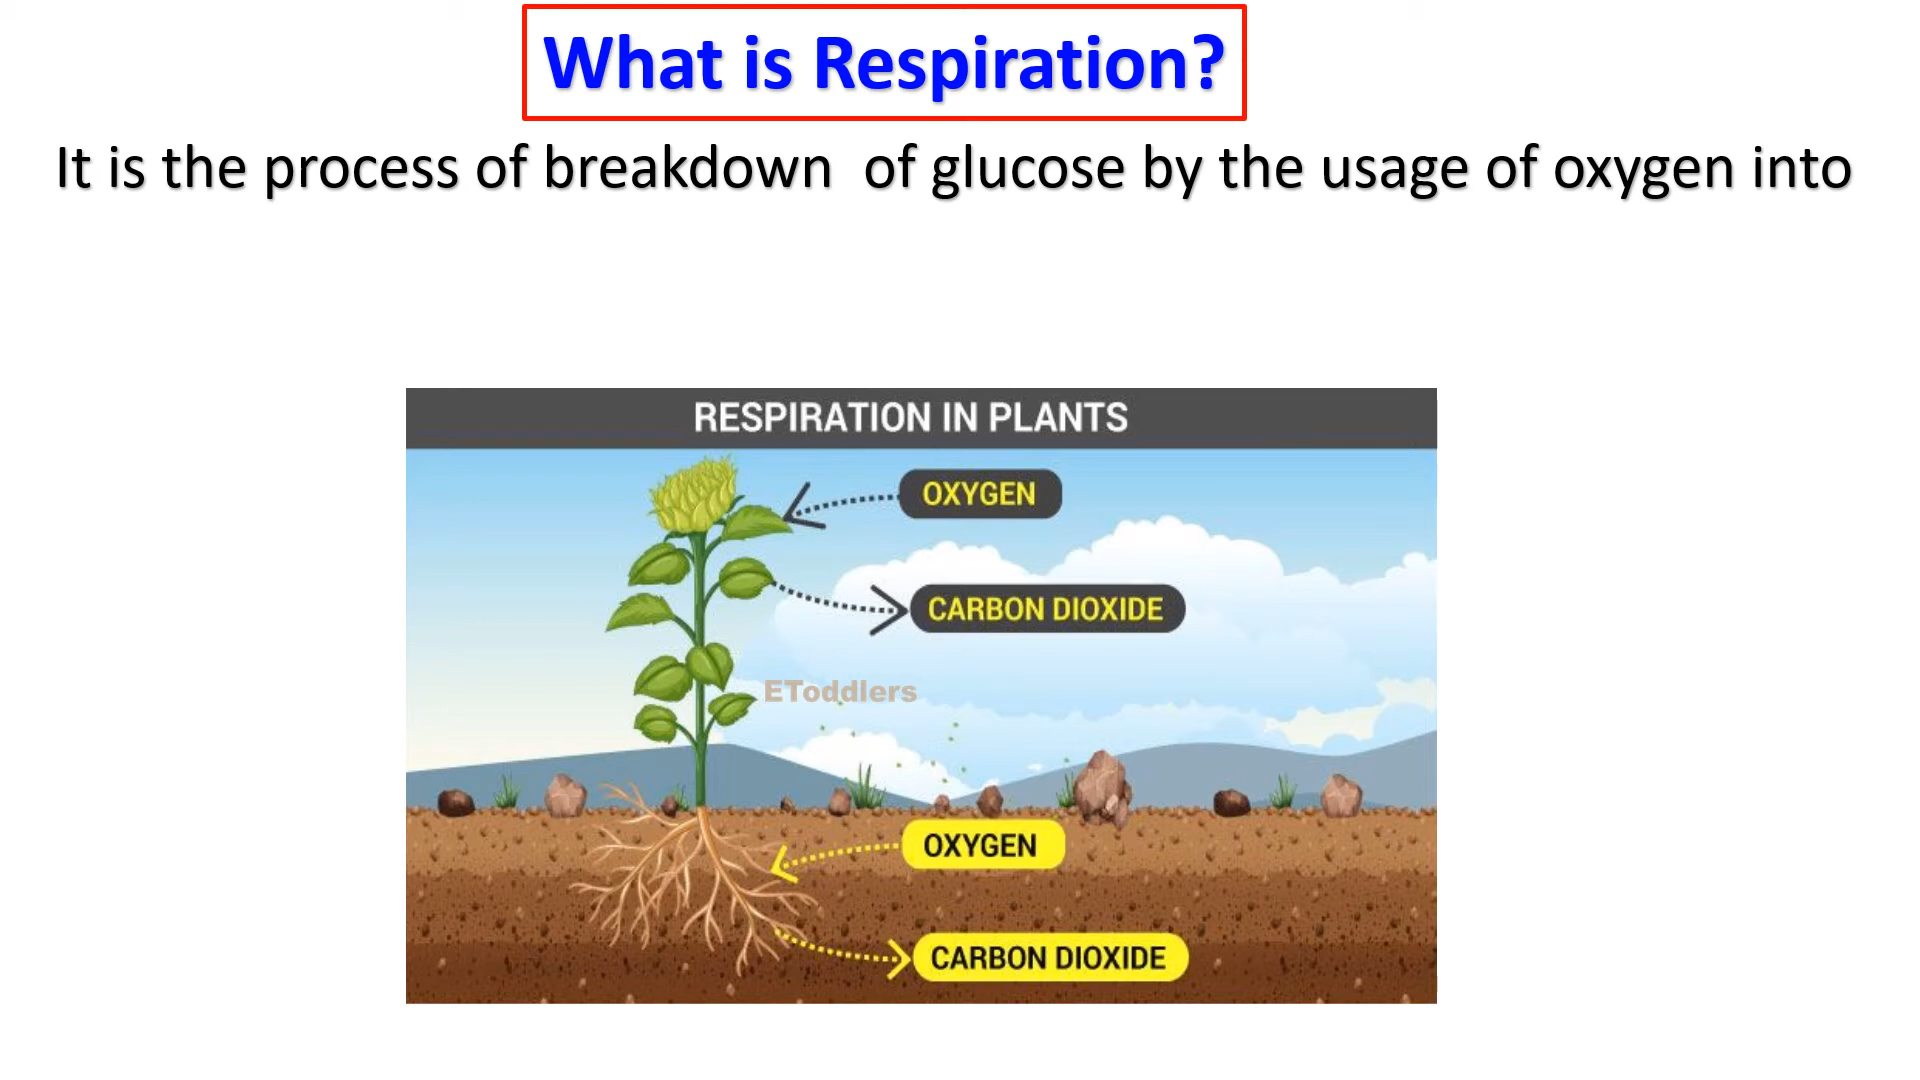 What is Respiration?
It is the process of breakdown  of glucose by the usage of oxygen into
RESPIRATION IN PLANTS
OXYGEN
CARBON DIOXIDE
EToddlers
OXYGEN
CARBON DIOXIDE